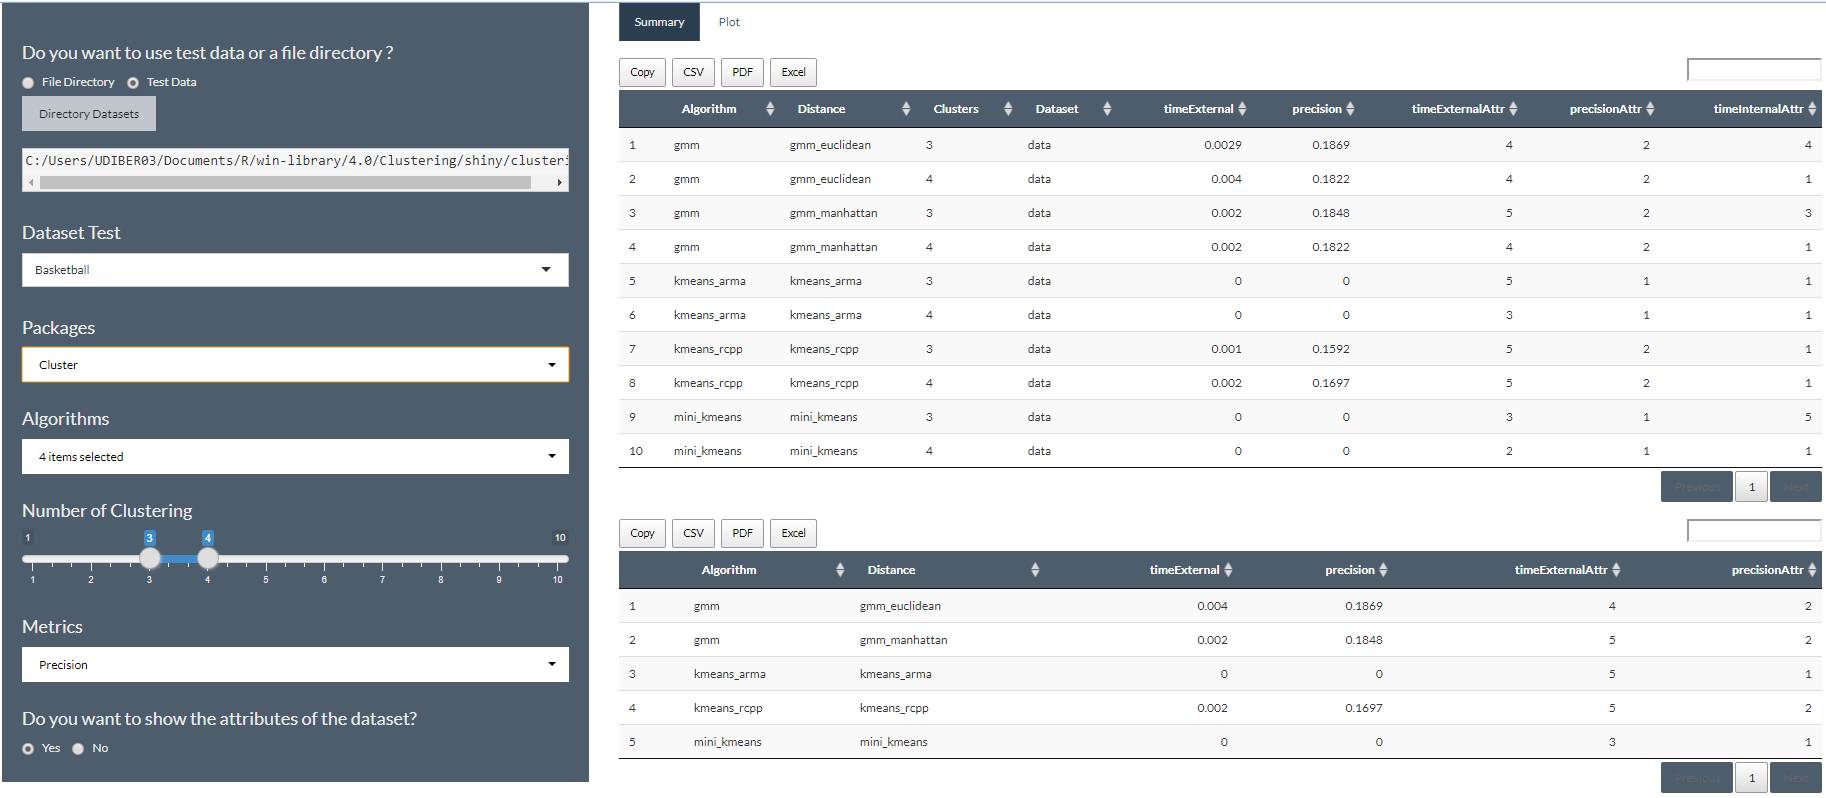 Do you want to use test data or a file directory ?
File Directory Test Data
Directory Datasets
C:/Users/UDIBER03/Documents/R/win-library/4.0/Clustering/shiny/clusteri
Dataset Test
Basketball
Packages
Cluster
Algorithms
4 items selected
Number of Clustering
1 3 4 10
1 2 3 4 5 6 7 8 9 10
Metrics
Precision
Do you want to show the attributes of the dataset?
Yes No
Summary Plot
Copy CSV PDF Excel
Algorithm Distance Clusters Dataset timeExternal precision timeExternalAttr precisionAttr timeInternalAttr
1 gmm gmm_euclidean 3 data 0.0029 0.1869 4 2 4
2 gmm gmm_euclidean 4 data 0.004 0.1822 4 2 1
3 gmm gmm_manhattan 3 data 0.002 0.1848 5 2 3
4 gmm gmm_manhattan 4 data 0.002 0.1822 4 2 1
5 kmeans_arma kmeans_arma 3 data 0 0 5 1 1
6 kmeans_arma kmeans_arma 4 data 0 0 3 1 1
7 kmeans_rcpp kmeans_rcpp 3 data 0.001 0.1592 5 2 1
8 kmeans_rcpp kmeans_rcpp 4 data 0.002 0.1697 5 2 1
9 mini_kmeans mini_kmeans 3 data 0 0 3 1 5
10 mini_kmeans mini_kmeans 4 data 0 0 2 1 1
Previous 1 Next
Copy CSV PDF Excel
Algorithm Distance timeExternal precision timeExternalAttr precisionAttr
1 gmm gmm_euclidean 0.004 0.1869 4 2
2 gmm gmm_manhattan 0.002 0.1848 5 2
3 kmeans_arma kmeans_arma 0 0 5 1
4 kmeans_rcpp kmeans_rcpp 0.002 0.1697 5 2
5 mini_kmeans mini_kmeans 0 0 3 1
Previous 1 Next